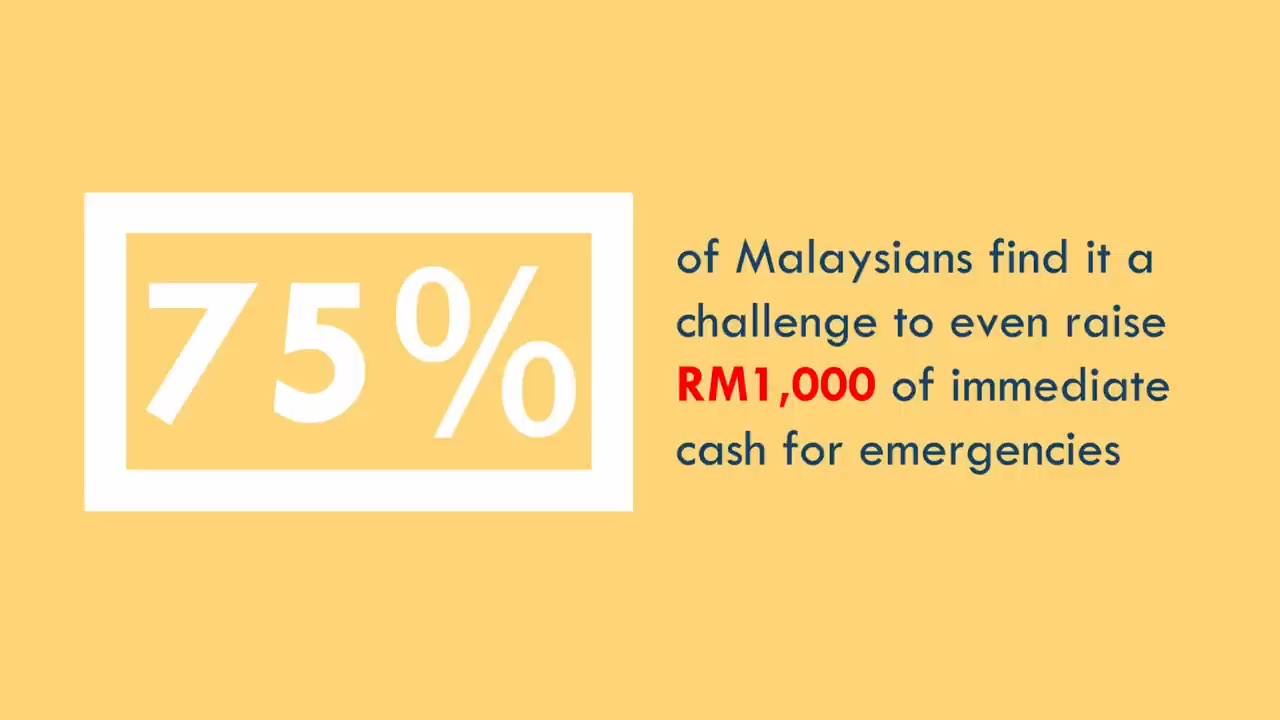 75%
of Malaysians find it a
challenge to even raise
RM1,000 of immediate
cash for emergencies